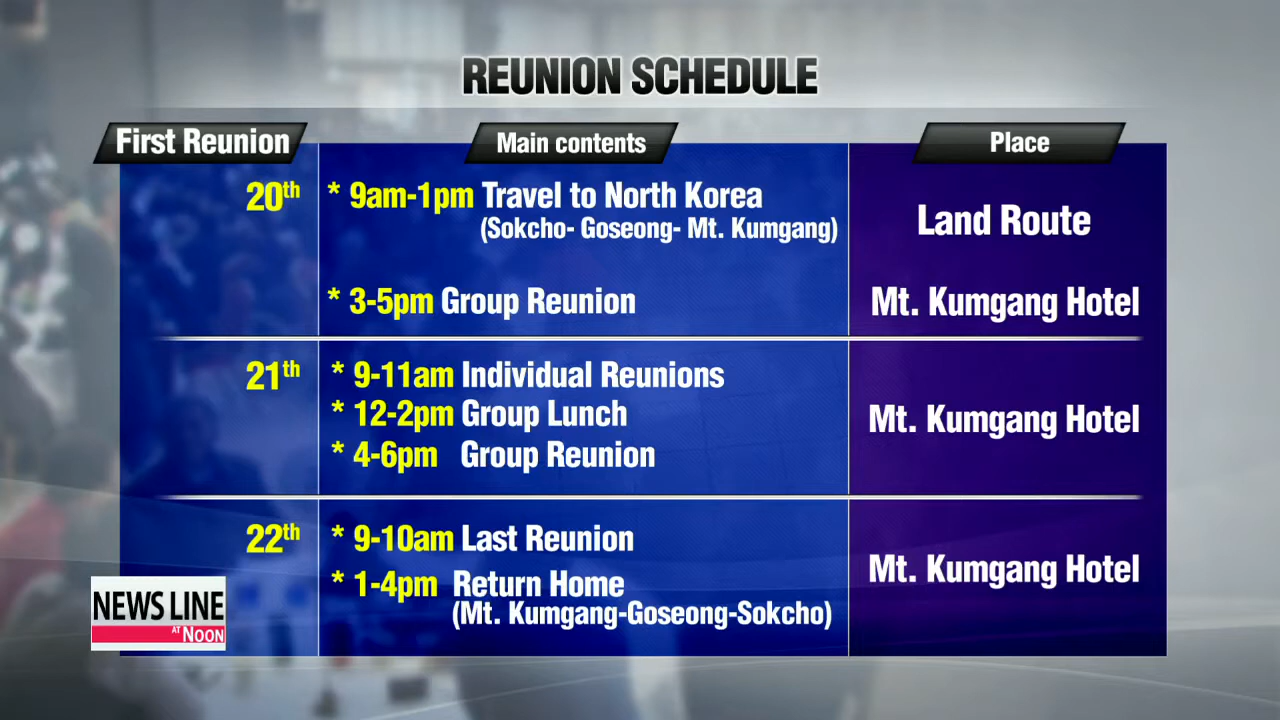 REUNION SCHEDULE
First Reunion
Main contents
Place
20th
* 9am-1pm Travel to North Korea
(Sokcho- Goseong- Mt. Kumgang)
Land Route
* 3-5pm Group Reunion
Mt. Kumgang Hotel
21th
* 9-11am Individual Reunions
* 12-2pm Group Lunch
* 4-6pm Group Reunion
Mt. Kumgang Hotel
22th
* 9-10am Last Reunion
* 1-4pm Return Home
(Mt. Kumgang-Goseong-Sokcho)
Mt. Kumgang Hotel
NEWS LINE
AT NOON